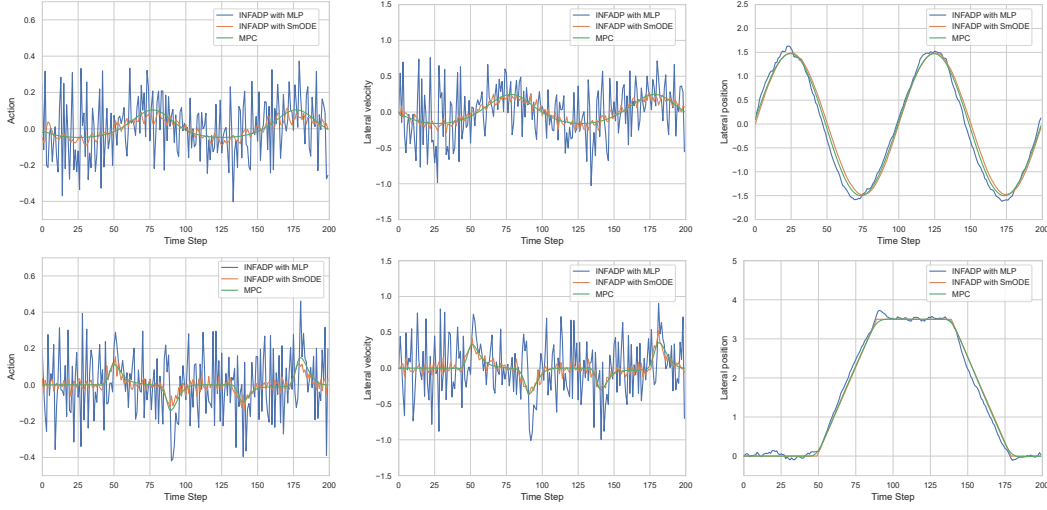 0.6
0.4
0.2
0.0
−0.2
−0.4
Action
0 25 50 75 100 125 150 175 200
Time Step
INFADP with MLP
INFADP with SmODE
MPC
1.5
1.0
0.5
0.0
−0.5
−1.0
−1.5
Lateral velocity
0 25 50 75 100 125 150 175 200
Time Step
INFADP with MLP
INFADP with SmODE
MPC
2.5
2.0
1.5
1.0
0.5
0.0
−0.5
−1.0
−1.5
−2.0
Lateral position
0 25 50 75 100 125 150 175 200
Time Step
INFADP with MLP
INFADP with SmODE
MPC
0.6
0.4
0.2
0.0
−0.2
−0.4
Action
0 25 50 75 100 125 150 175 200
Time Step
INFADP with MLP
INFADP with SmODE
MPC
1.5
1.0
0.5
0.0
−0.5
−1.0
−1.5
Lateral velocity
0 25 50 75 100 125 150 175 200
Time Step
INFADP with MLP
INFADP with SmODE
MPC
5
4
3
2
1
0
Lateral position
0 25 50 75 100 125 150 175 200
Time Step
INFADP with MLP
INFADP with SmODE
MPC